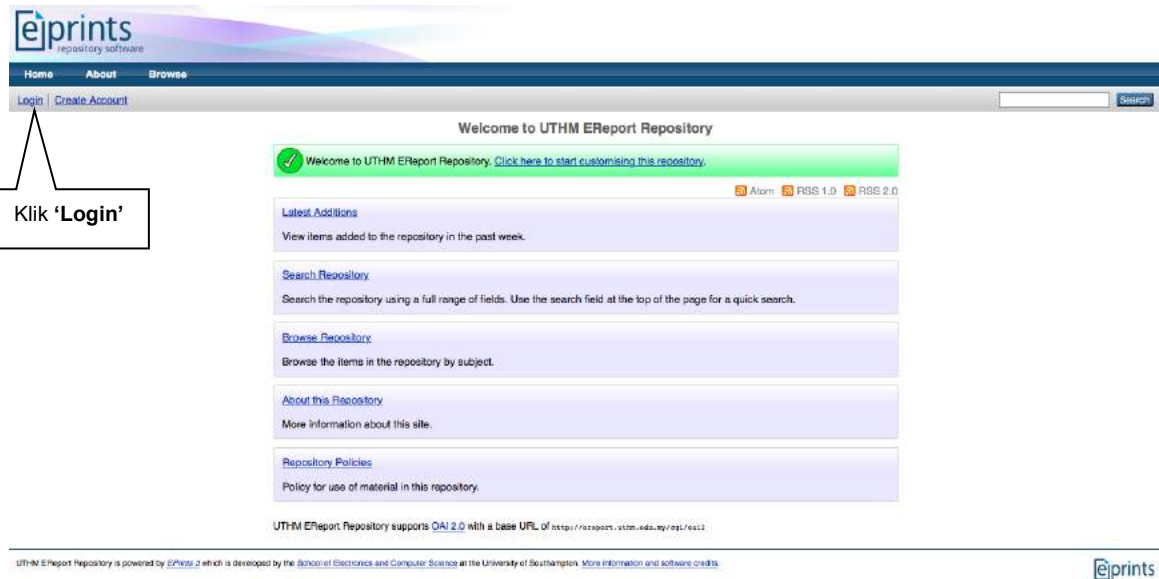 eprints
repository software
Home About Browse
Login | Create Account Search
Welcome to UTHM EReport Repository
Welcome to UTHM EReport Repository. Click here to start customising this repository.
Atom RSS 1.0 RSS 2.0
Klik ‘Login’
Latest Additions
View items added to the repository in the past week.
Search Repository
Search the repository using a full range of fields. Use the search field at the top of the page for a quick search.
Browse Repository
Browse the items in the repository by subject.
About this Repository
More information about this site.
Repository Policies
Policy for use of material in this repository.
UTHM EReport Repository supports OAI 2.0 with a base URL of http://ereport.uthm.edu.my/cgi/oai2
UTHM EReport Repository is powered by EPrints 3 which is developed by the School of Electronics and Computer Science at the University of Southampton. More information and software credits.
eprints